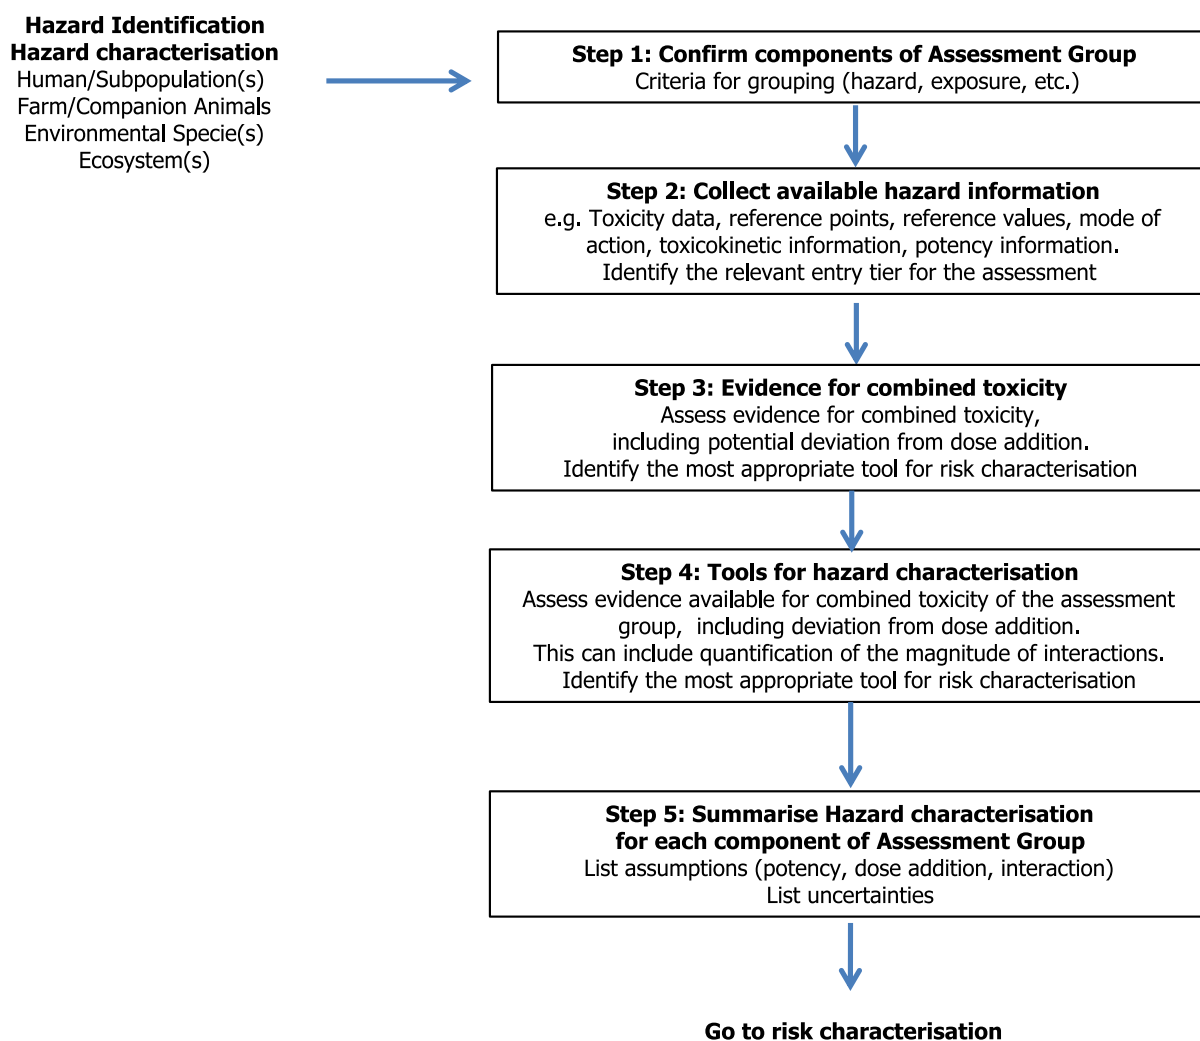 Hazard Identification
Hazard characterisation
Human/Subpopulation(s)
Farm/Companion Animals
Environmental Specie(s)
Ecosystem(s)
Step 1: Confirm components of Assessment Group
Criteria for grouping (hazard, exposure, etc.)
Step 2: Collect available hazard information
e.g. Toxicity data, reference points, reference values, mode of
action, toxicokinetic information, potency information.
Identify the relevant entry tier for the assessment
Step 3: Evidence for combined toxicity
Assess evidence for combined toxicity,
including potential deviation from dose addition.
Identify the most appropriate tool for risk characterisation
Step 4: Tools for hazard characterisation
Assess evidence available for combined toxicity of the assessment
group, including deviation from dose addition.
This can include quantification of the magnitude of interactions.
Identify the most appropriate tool for risk characterisation
Step 5: Summarise Hazard characterisation
for each component of Assessment Group
List assumptions (potency, dose addition, interaction)
List uncertainties
Go to risk characterisation